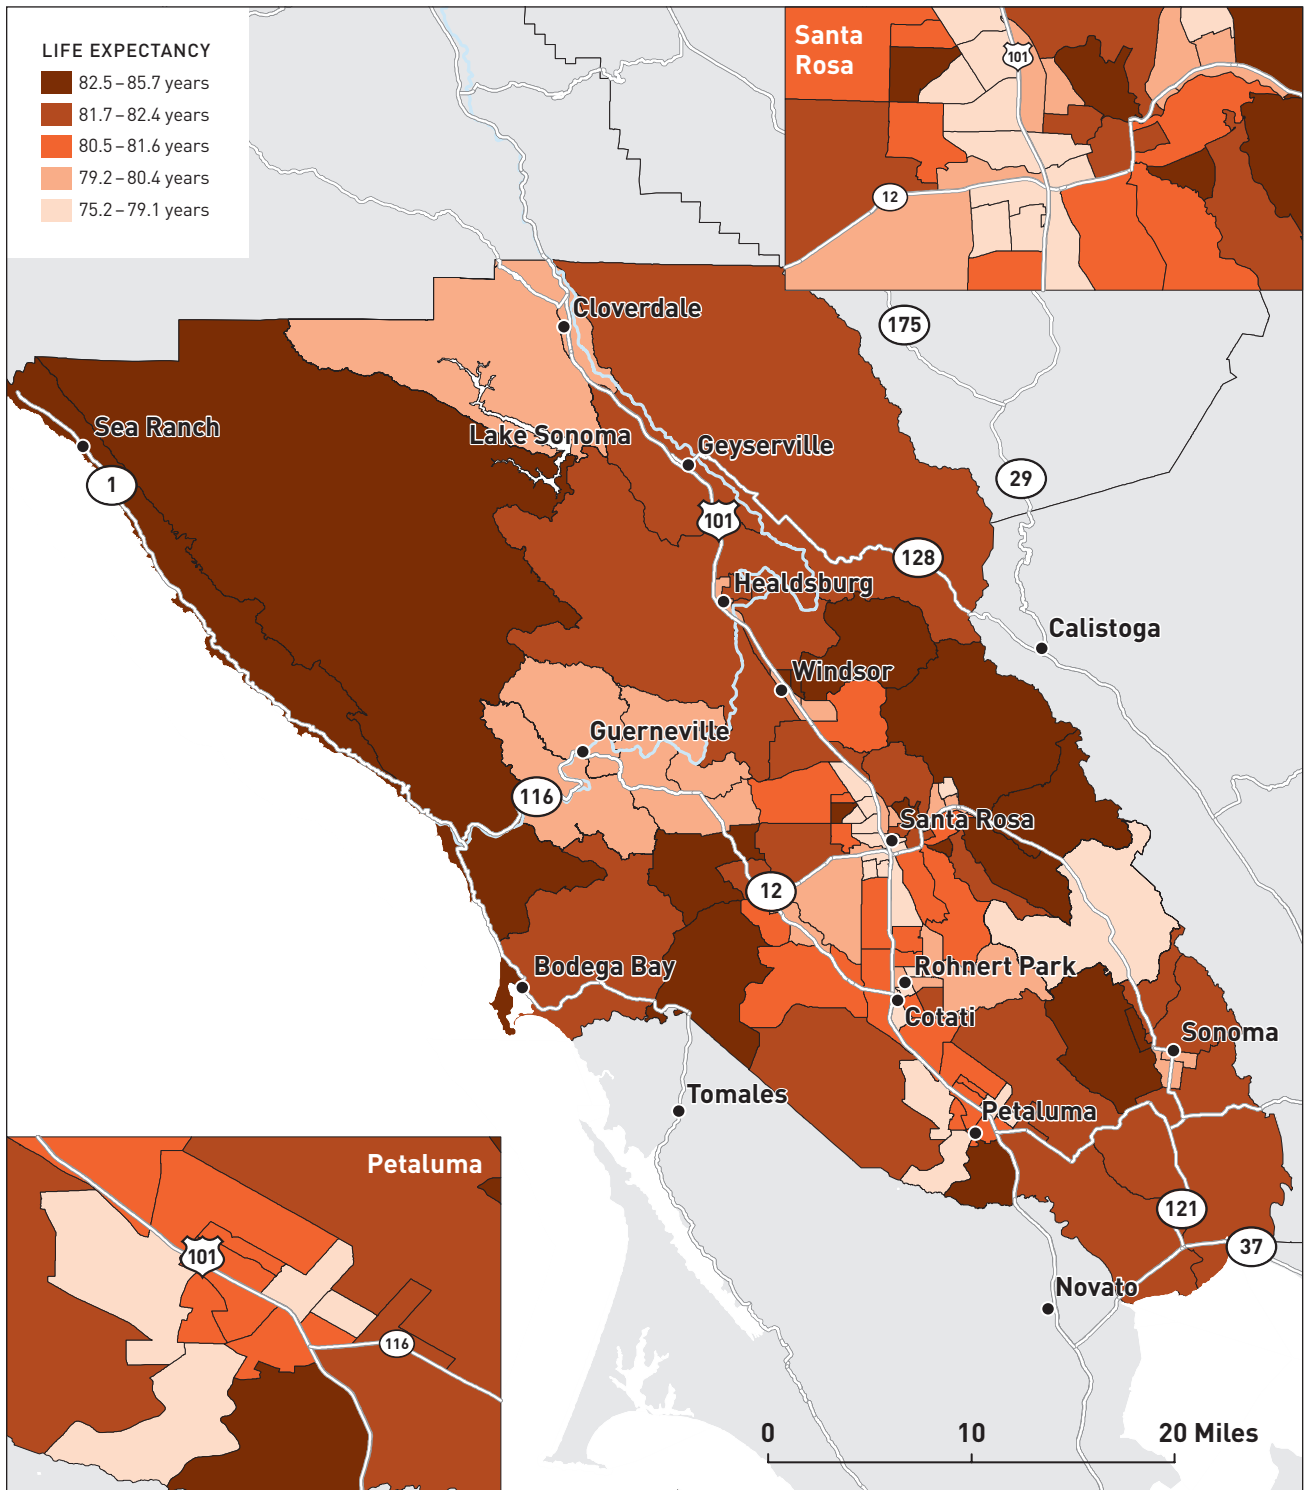 LIFE EXPECTANCY
82.5–85.7 years
81.7–82.4 years
80.5–81.6 years
79.2–80.4 years
75.2–79.1 years
Santa
Rosa
101
12
175
Cloverdale
Sea Ranch
Lake Sonoma
Geyserville
1
29
101
128
Healdsburg
Calistoga
Windsor
Guerneville
116
Santa Rosa
12
Bodega Bay
Rohnert Park
Cotati
Sonoma
Tomales
Petaluma
Petaluma
101
116
121
37
Novato
0 10 20 Miles